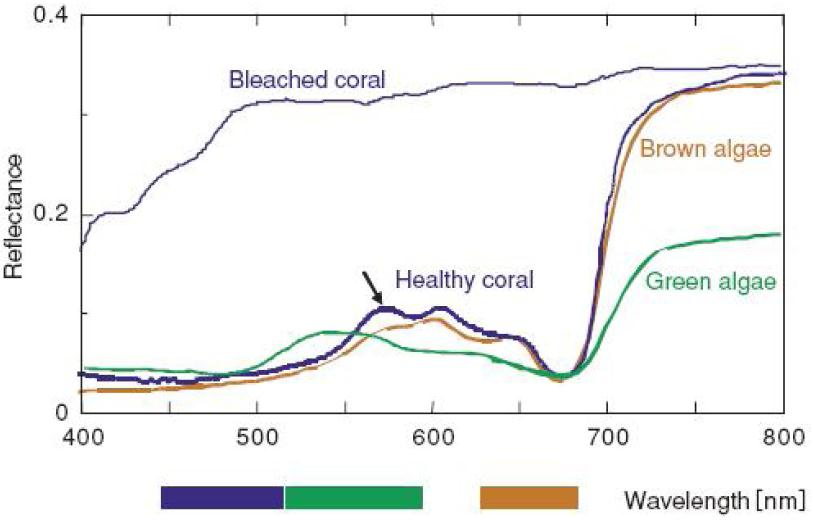 0.4
Bleached coral
Brown algae
0.2
Reflectance
Healthy coral
Green algae
0
400 500 600 700 800
Wavelength [nm]